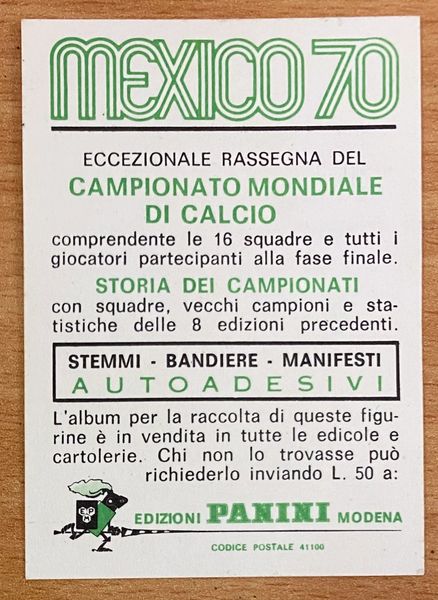 MEXICO 70
ECCEZIONALE RASSEGNA DEL
CAMPIONATO MONDIALE
DI CALCIO
comprendente le 16 squadre e tutti i
giocatori partecipanti alla fase finale.
STORIA DEI CAMPIONATI
con squadre, vecchi campioni e sta-
tistiche delle 8 edizioni precedenti.
STEMMI - BANDIERE - MANIFESTI
AUTOADESIVI
L'album per la raccolta di queste figu-
rine è in vendita in tutte le edicole e
cartolerie. Chi non lo trovasse può
richiederlo inviando L. 50 a:
EDIZIONI PANINI MODENA
CODICE POSTALE 41100